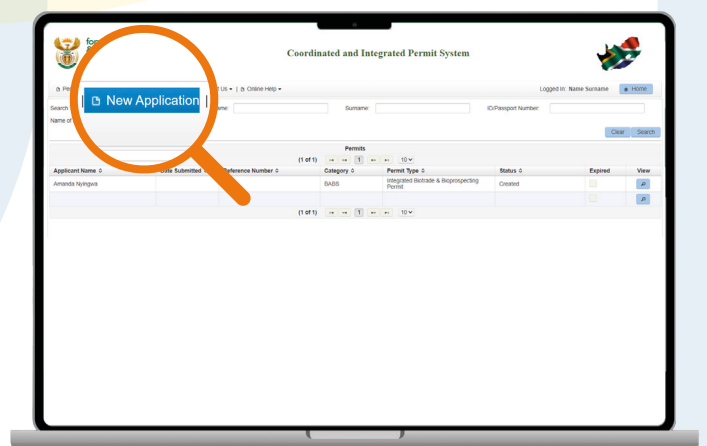 Coordinated and Integrated Permit System
Us | Online Help
Logged In: Name Surname
Home
New Application
Search
Surname:
ID/Passport Number:
Name of
Clear Search
Permits
(1 of 1) 1 10
Applicant Name Date Submitted Reference Number Category Permit Type Status Expired View
Amanda Nyingwa BABS Integrated Biotrade & Bioprospecting Created
Permit
(1 of 1) 1 10